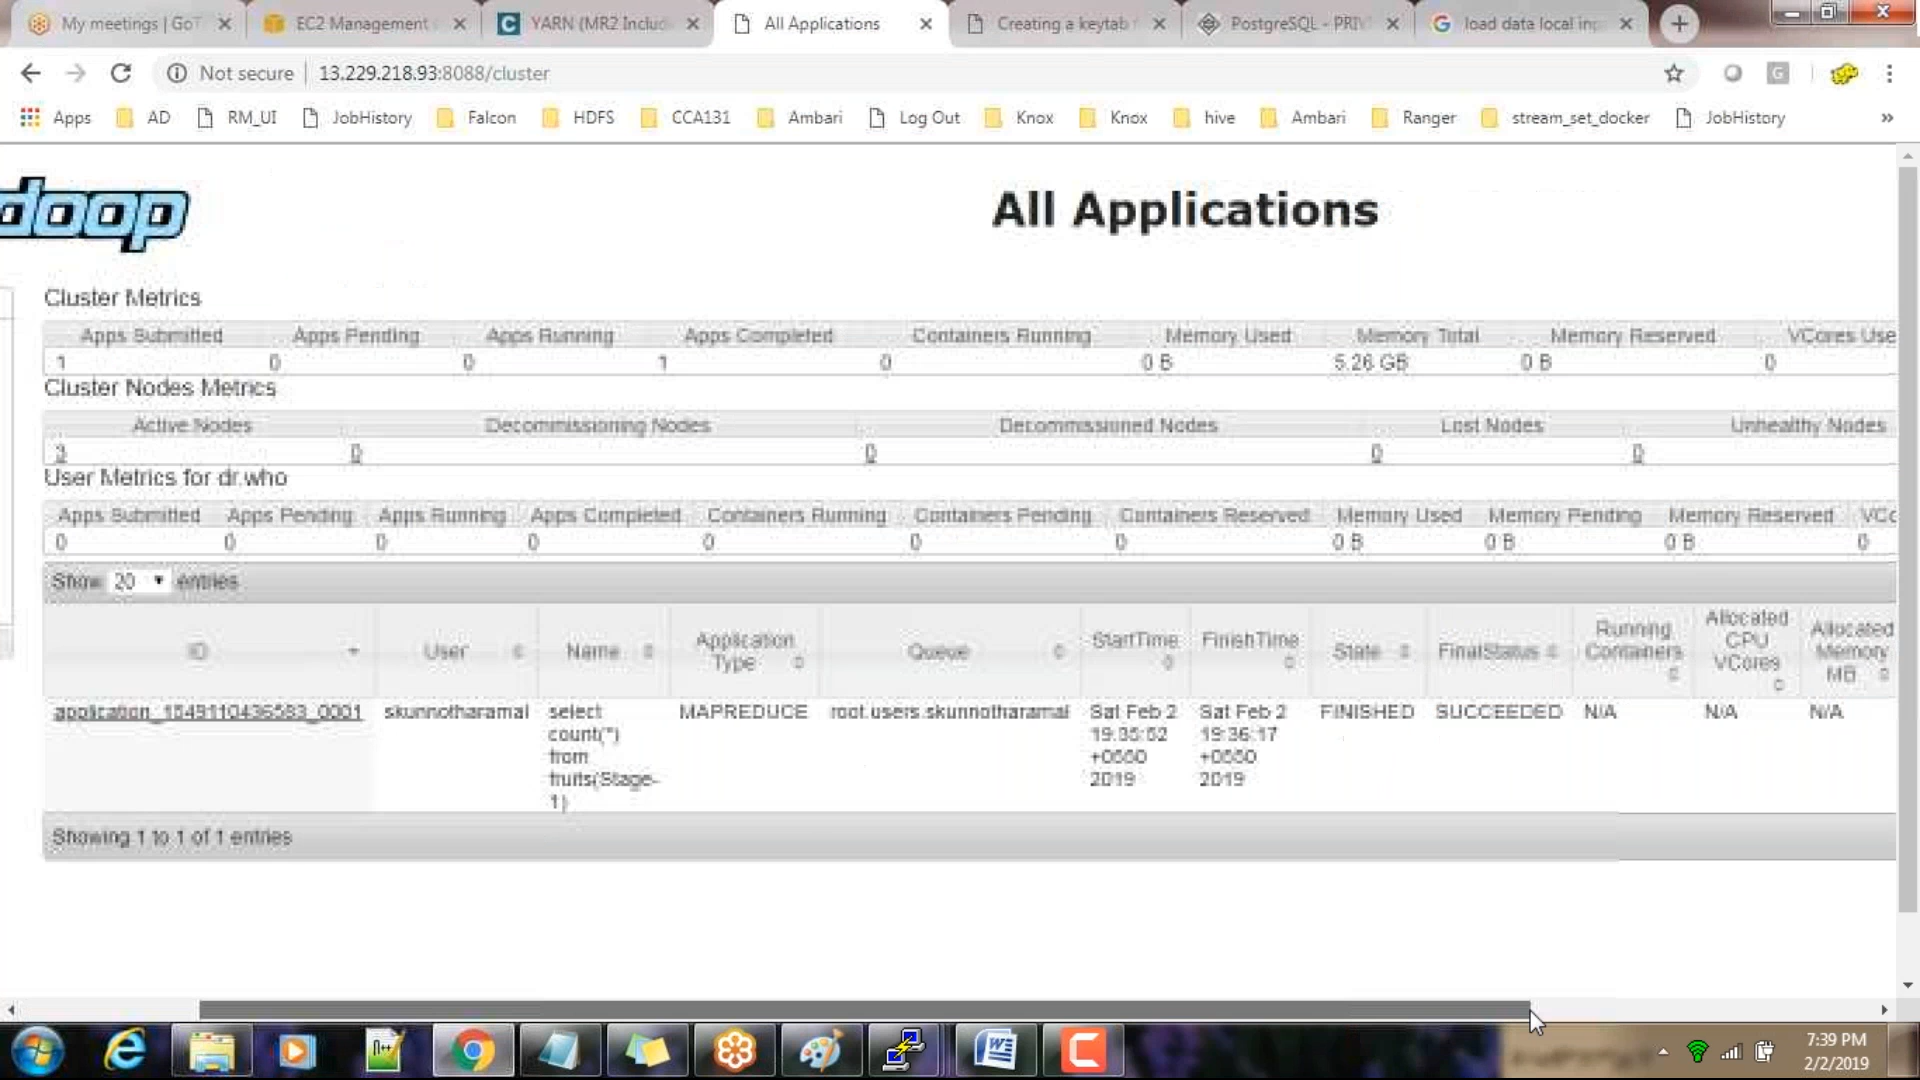 My meetings | GoT
EC2 Management
YARN (MR2 Includ
All Applications
Creating a keytab
PostgreSQL - PRIV
load data local inp
Not secure 13.229.218.93:8088/cluster
Apps AD RM_UI JobHistory Falcon HDFS CCA131 Ambari Log Out Knox Knox hive Ambari Ranger stream_set_docker JobHistory »
doop
All Applications
Cluster Metrics
Apps Submitted Apps Pending Apps Running Apps Completed Containers Running Memory Used Memory Total Memory Reserved VCores Use
1 0 0 1 0 0 B 5.26 GB 0 B 0
Cluster Nodes Metrics
Active Nodes Decommissioning Nodes Decommissioned Nodes Lost Nodes Unhealthy Nodes
3 0 0 0 0
User Metrics for dr.who
Apps Submitted Apps Pending Apps Running Apps Completed Containers Running Containers Pending Containers Reserved Memory Used Memory Pending Memory Reserved VCo
0 0 0 0 0 0 0 0 B 0 B 0 B 0
Show 20 entries
ID User Name Application Type Queue StartTime FinishTime State FinalStatus Running Containers Allocated CPU VCores Allocated Memory MB
application_1549110436583_0001 skunnotharamal select count(*) from fruits(Stage-1) MAPREDUCE root.users.skunnotharamal Sat Feb 2 19:35:52 +0550 2019 Sat Feb 2 19:36:17 +0550 2019 FINISHED SUCCEEDED N/A N/A N/A
Showing 1 to 1 of 1 entries
7:39 PM
2/2/2019